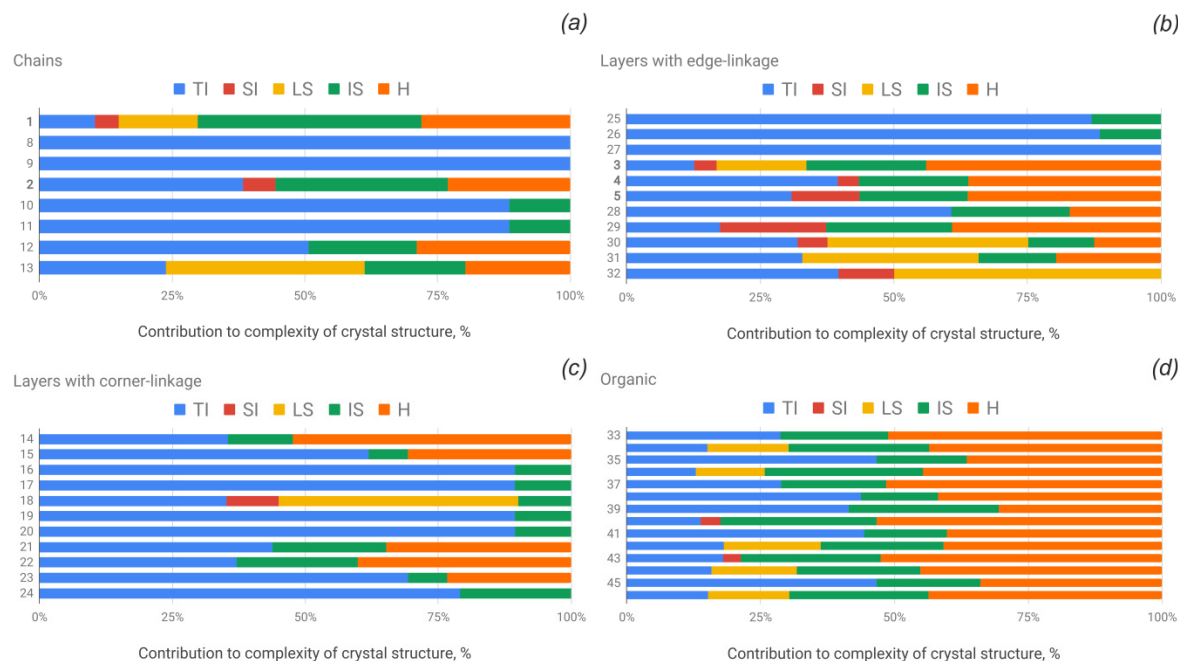 (a)
Chains
TI SI LS IS H
1
8
9
2
10
11
12
13
0% 25% 50% 75% 100%
Contribution to complexity of crystal structure, %
(b)
Layers with edge-linkage
TI SI LS IS H
25
26
27
3
4
5
28
29
30
31
32
0% 25% 50% 75% 100%
Contribution to complexity of crystal structure, %
(c)
Layers with corner-linkage
TI SI LS IS H
14
15
16
17
18
19
20
21
22
23
24
0% 25% 50% 75% 100%
Contribution to complexity of crystal structure, %
(d)
Organic
TI SI LS IS H
33
35
37
39
41
43
45
0% 25% 50% 75% 100%
Contribution to complexity of crystal structure, %